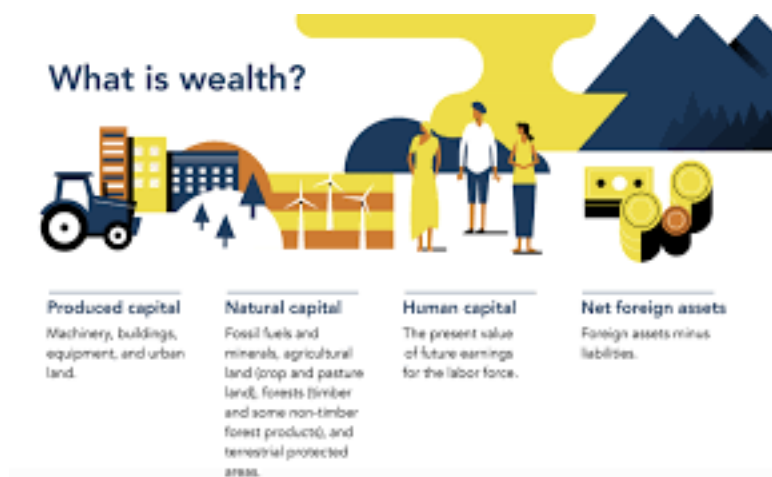 What is wealth?
Produced capital
Machinery, buildings,
equipment, and urban
land.
Natural capital
Fossil fuels and
minerals, agricultural
land (crop and pasture
land), forests (timber
and some non-timber
forest products), and
terrestrial protected
areas.
Human capital
The present value
of future earnings
for the labor force.
Net foreign assets
Foreign assets minus
liabilities.